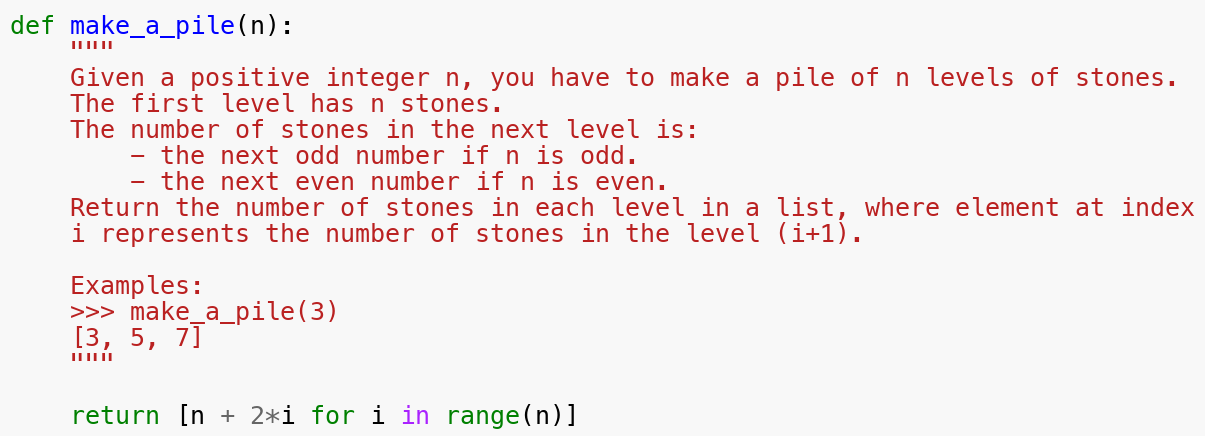 def make_a_pile(n):
    """
    Given a positive integer n, you have to make a pile of n levels of stones.
    The first level has n stones.
    The number of stones in the next level is:
        - the next odd number if n is odd.
        - the next even number if n is even.
    Return the number of stones in each level in a list, where element at index
    i represents the number of stones in the level (i+1).

    Examples:
    >>> make_a_pile(3)
    [3, 5, 7]
    """

    return [n + 2*i for i in range(n)]